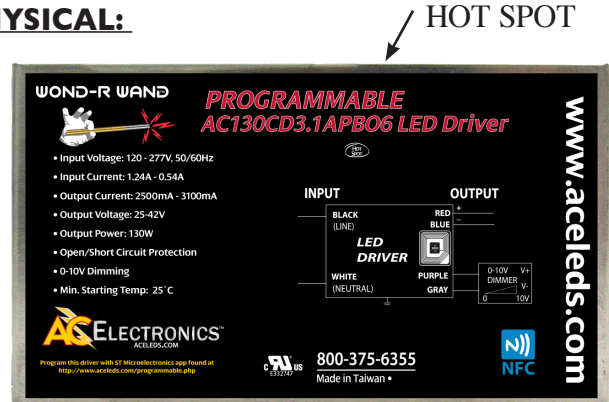 HYSICAL:
HOT SPOT
WOND-R WAND
PROGRAMMABLE
AC130CD3.1APBO6 LED Driver
HOT
SPOT
• Input Voltage: 120 - 277V, 50/60Hz
• Input Current: 1.24A - 0.54A
• Output Current: 2500mA - 3100mA
• Output Voltage: 25-42V
• Output Power: 130W
• Open/Short Circuit Protection
• 0-10V Dimming
• Min. Starting Temp: 25˚C
INPUT
OUTPUT
BLACK
(LINE)
RED
+
BLUE
−
LED
DRIVER
WHITE
(NEUTRAL)
PURPLE
GRAY
0-10V V+
DIMMER
V-
0 10V
AC ELECTRONICS™
ACELEDS.COM
Program this driver with ST Microelectronics app found at
http://www.aceleds.com/programmable.php
c RU us
E332747
800-375-6355
Made in Taiwan •
NFC
www.aceleds.com